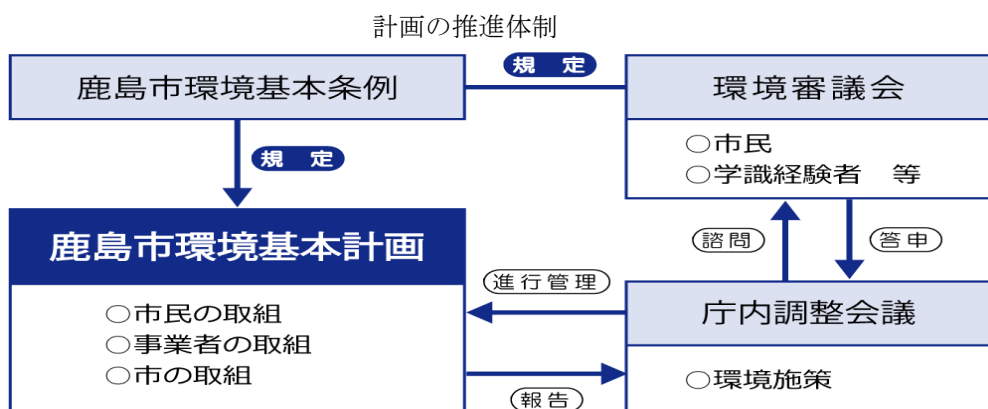 計画の推進体制
鹿島市環境基本条例
規 定
環境審議会
○市民
○学識経験者 等
規 定
鹿島市環境基本計画
○市民の取組
○事業者の取組
○市の取組
諮問
答申
進行管理
庁内調整会議
○環境施策
報告